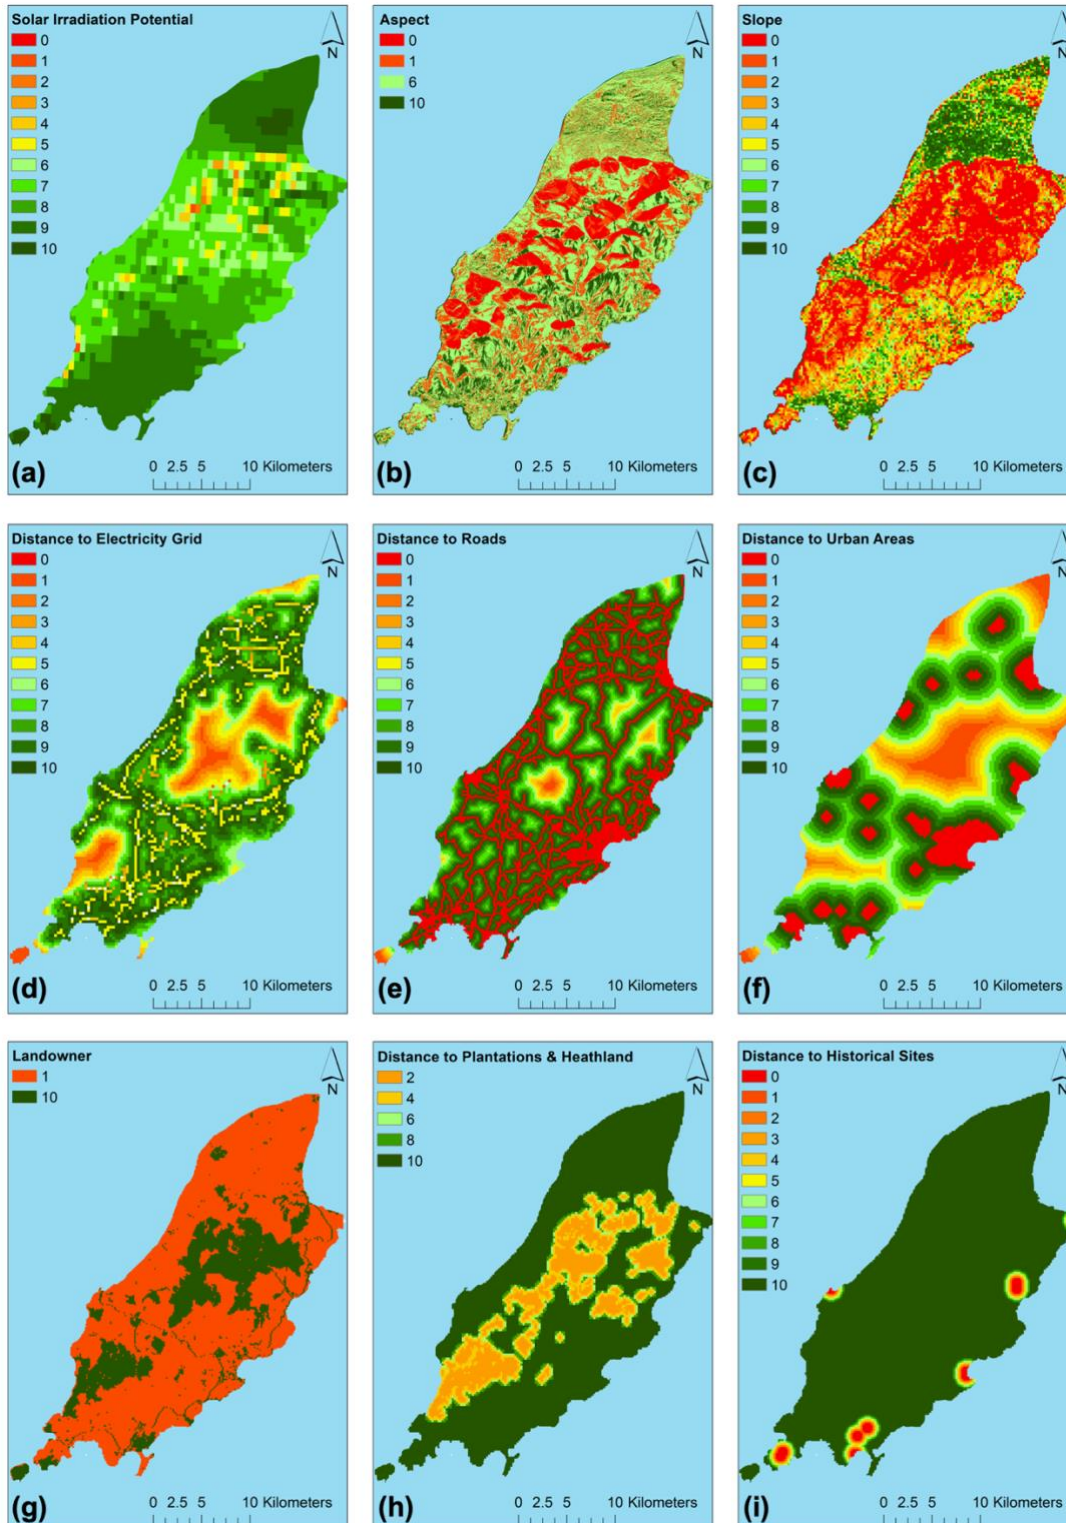 Solar Irradiation Potential
0
1
2
3
4
5
6
7
8
9
10
N
(a)
0 2.5 5 10 Kilometers
Aspect
0
1
6
10
N
(b)
0 2.5 5 10 Kilometers
Slope
0
1
2
3
4
5
6
7
8
9
10
N
(c)
0 2.5 5 10 Kilometers
Distance to Electricity Grid
0
1
2
3
4
5
6
7
8
9
10
N
(d)
0 2.5 5 10 Kilometers
Distance to Roads
0
1
2
3
4
5
6
7
8
9
10
N
(e)
0 2.5 5 10 Kilometers
Distance to Urban Areas
0
1
2
3
4
5
6
7
8
9
10
N
(f)
0 2.5 5 10 Kilometers
Landowner
1
10
N
(g)
0 2.5 5 10 Kilometers
Distance to Plantations & Heathland
2
4
6
8
10
N
(h)
0 2.5 5 10 Kilometers
Distance to Historical Sites
0
1
2
3
4
5
6
7
8
9
10
N
(i)
0 2.5 5 10 Kilometers